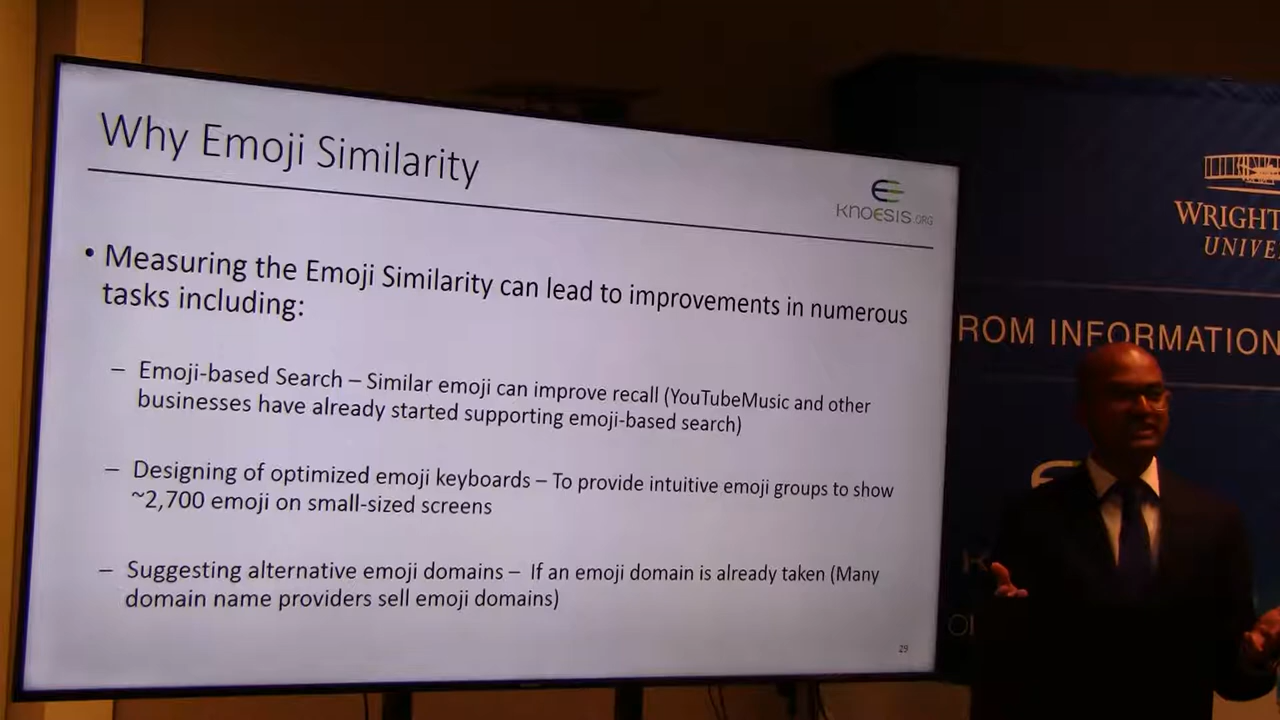 Why Emoji Similarity
KNOESIS.ORG
• Measuring the Emoji Similarity can lead to improvements in numerous
tasks including:
– Emoji-based Search – Similar emoji can improve recall (YouTubeMusic and other
businesses have already started supporting emoji-based search)
– Designing of optimized emoji keyboards – To provide intuitive emoji groups to show
~2,700 emoji on small-sized screens
– Suggesting alternative emoji domains – If an emoji domain is already taken (Many
domain name providers sell emoji domains)
29
WRIGHT
UNIVE
ROM INFORMATION